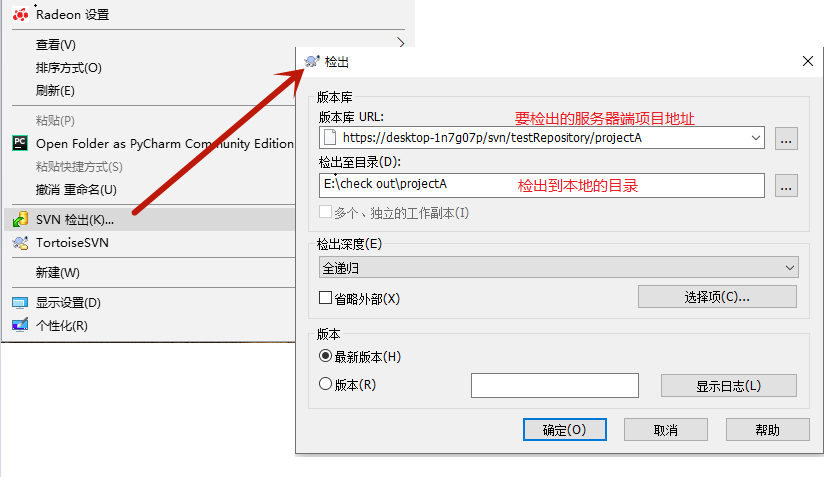 Radeon 设置
查看(V)
排序方式(O)
刷新(E)
粘贴(P)
PC
Open Folder as PyCharm Community Edition
粘贴快捷方式(S)
撤消 重命名(U)
SVN 检出(K)...
TortoiseSVN
新建(W)
显示设置(D)
个性化(R)
检出
版本库
版本库 URL:
要检出的服务器端项目地址
https://desktop-1n7g07p/svn/testRepository/projectA
...
检出至目录(D):
E:\check out\projectA
检出到本地的目录
...
多个、独立的工作副本(I)
检出深度(E)
全递归
省略外部(X)
选择项(C)...
版本
最新版本(H)
版本(R)
显示日志(L)
确定(O)
取消
帮助